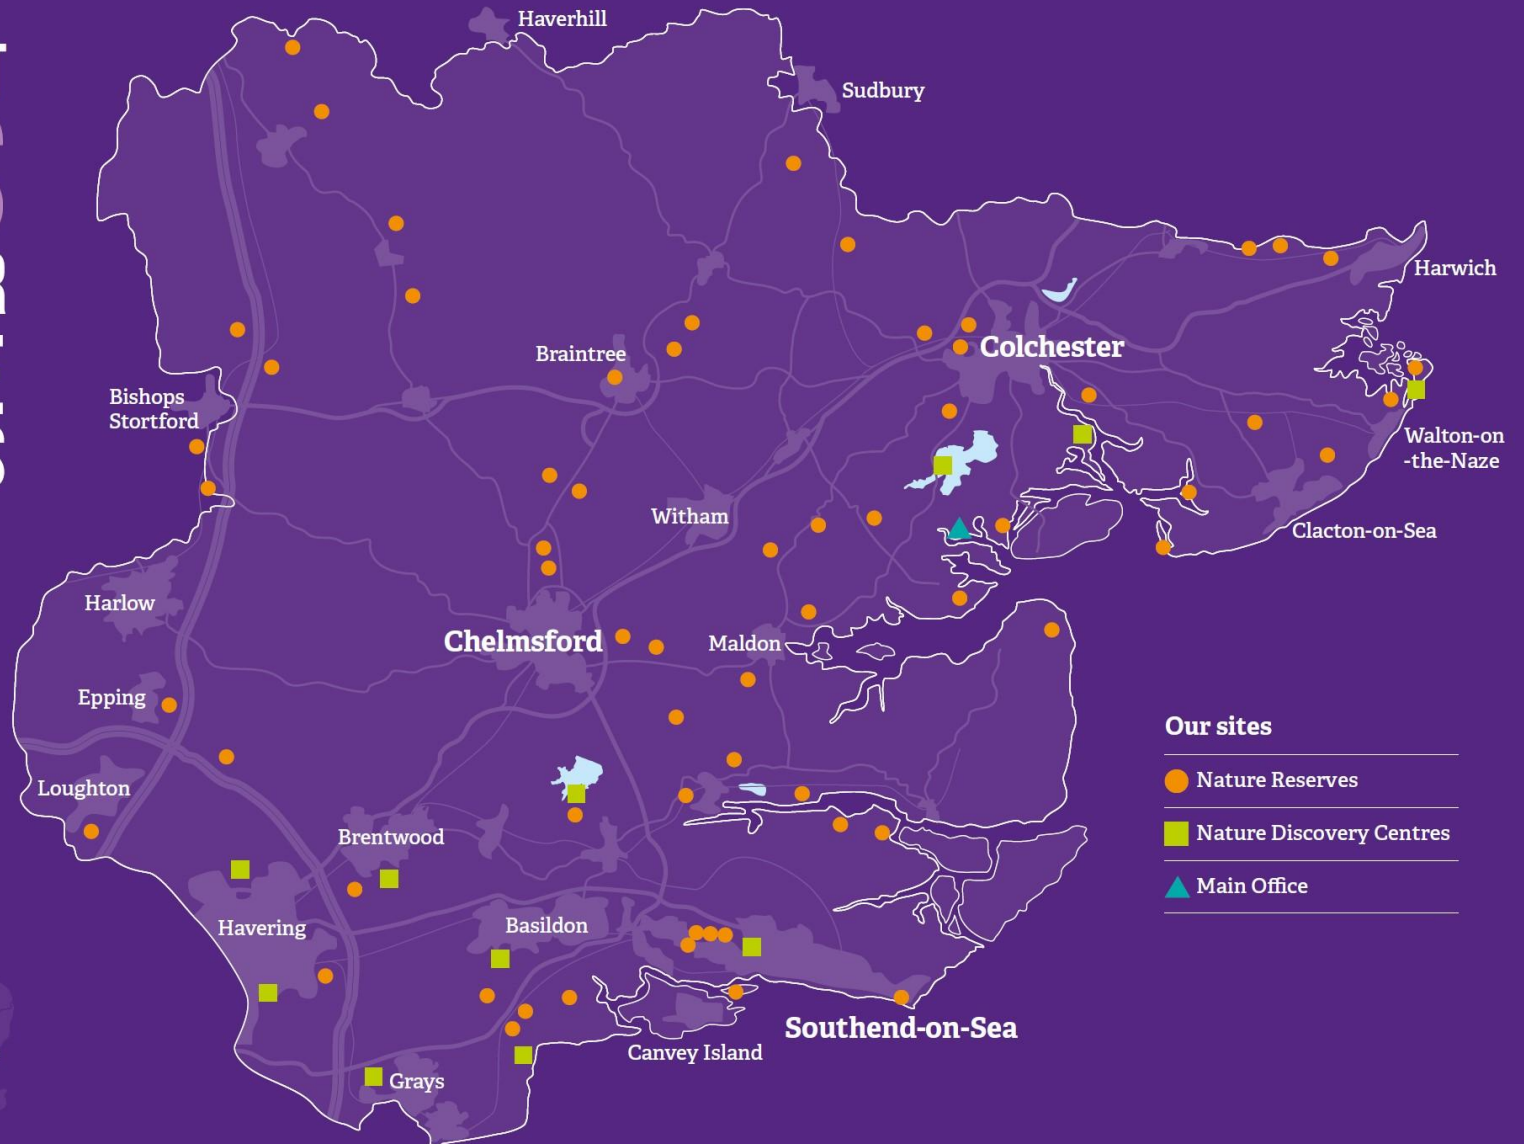 Haverhill
Sudbury
Harwich
Braintree
Colchester
Bishops
Stortford
Walton-on
-the-Naze
Witham
Clacton-on-Sea
Harlow
Chelmsford
Maldon
Epping
Our sites
Nature Reserves
Loughton
Brentwood
Nature Discovery Centres
Main Office
Havering
Basildon
Southend-on-Sea
Canvey Island
Grays